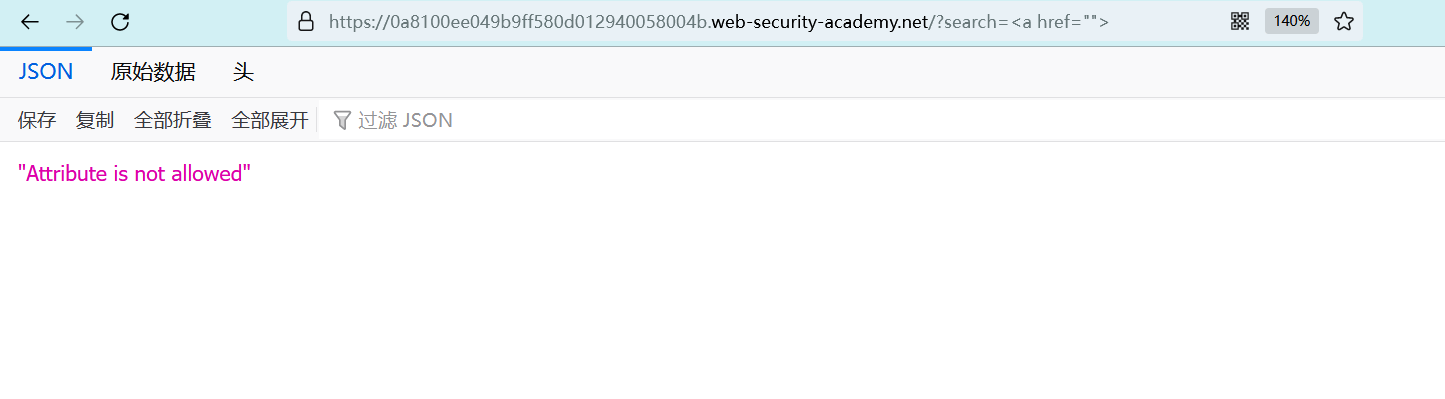 https://0a8100ee049b9ff580d012940058004b.web-security-academy.net/?search=<a href=""> 140%
JSON 原始数据 头
保存 复制 全部折叠 全部展开 过滤 JSON
"Attribute is not allowed"